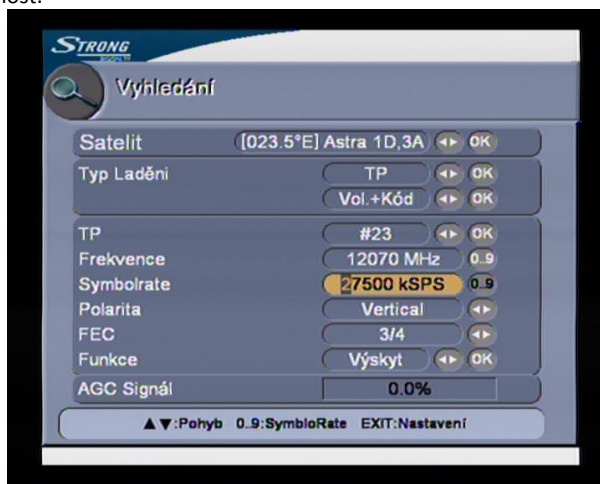 STRONG
Vyhledání
Satelit [023.5°E] Astra 1D,3A OK
Typ Laděni TP OK
Vol.+Kód OK
TP #23 OK
Frekvence 12070 MHz 0..9
Symbolrate 27500 kSPS 0..9
Polarita Vertical
FEC 3/4
Funkce Výskyt OK
AGC Signál 0.0%
▲▼:Pohyb 0..9:SymbloRate EXIT:Nastavení